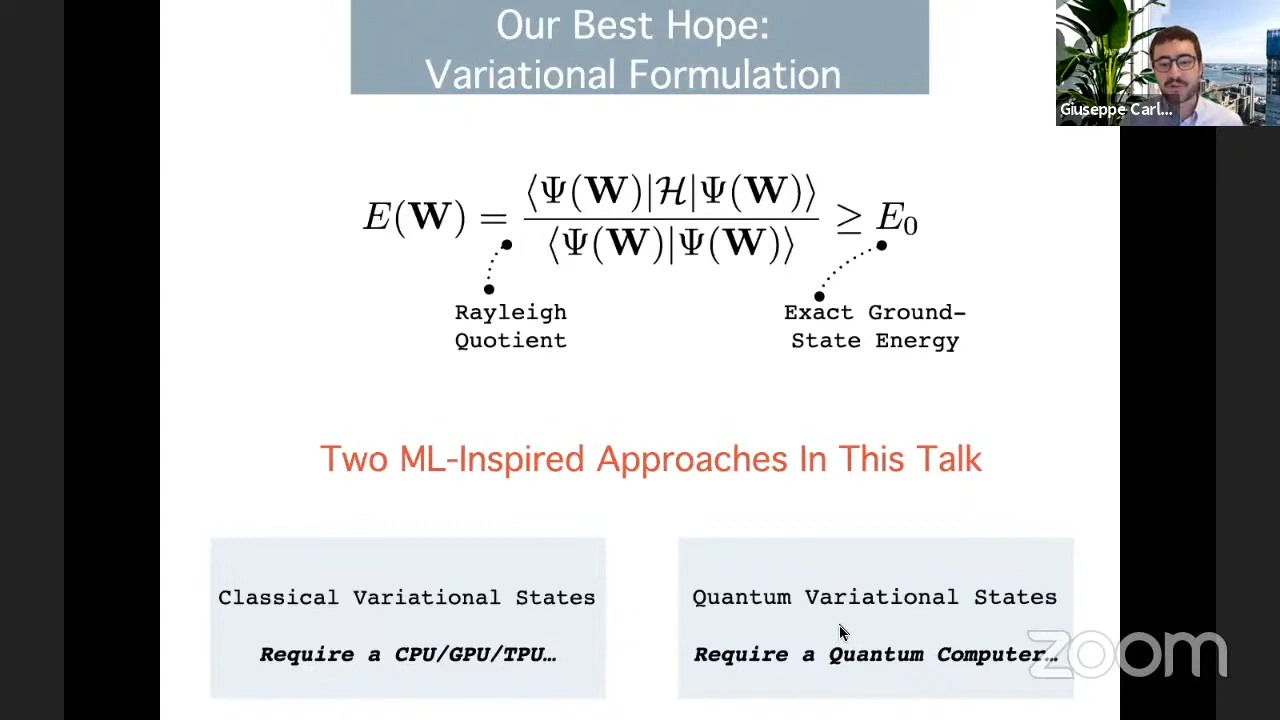 Our Best Hope:
Variational Formulation
Giuseppe Carl...
E(W) = ⟨Ψ(W)|ℋ|Ψ(W)⟩ / ⟨Ψ(W)|Ψ(W)⟩ ≥ E₀
Rayleigh
Quotient
Exact Ground-
State Energy
Two ML-Inspired Approaches In This Talk
Classical Variational States
Require a CPU/GPU/TPU…
Quantum Variational States
Require a Quantum Computer…
zoom